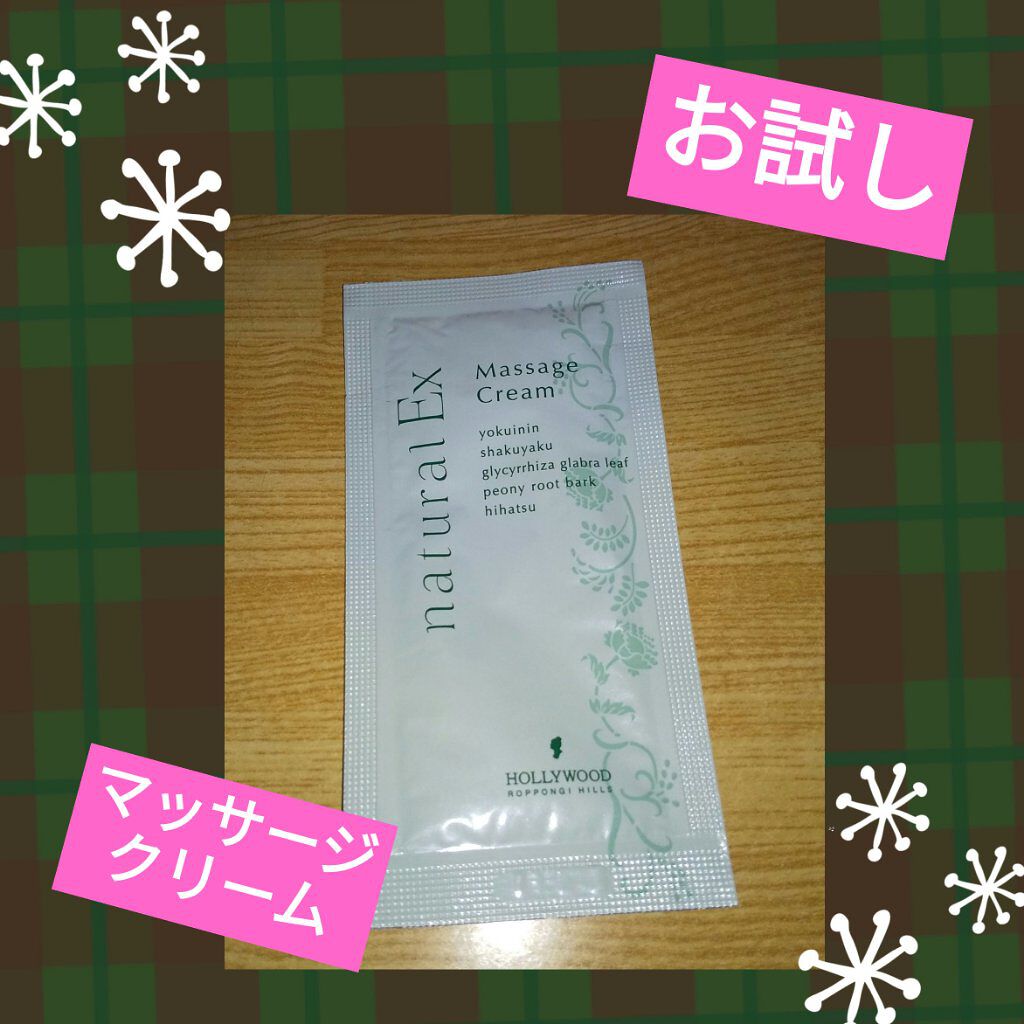 お試し
natural Ex
Massage
Cream
yokuinin
shakuyaku
glycyrrhiza glabra leaf
peony root bark
hihatsu
HOLLYWOOD
ROPPONGI HILLS
マッサージ
クリーム